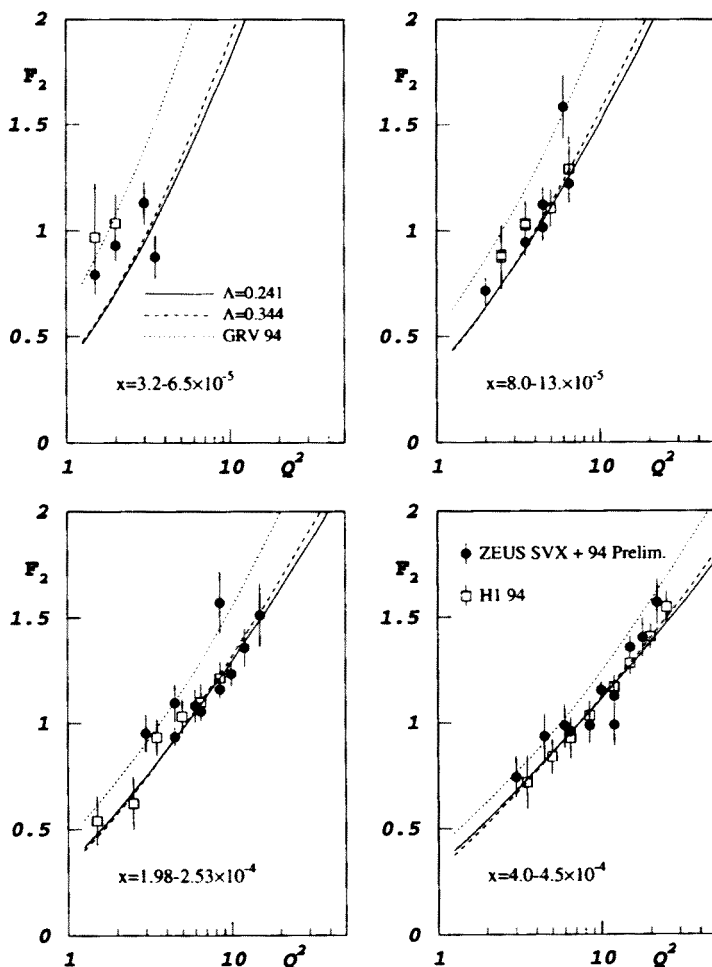 2
F₂
1.5
1
0.5
0
Λ=0.241
Λ=0.344
GRV 94
x=3.2-6.5×10⁻⁵
1
10
Q²
2
F₂
1.5
1
0.5
0
x=8.0-13.×10⁻⁵
1
10
Q²
2
F₂
1.5
1
0.5
0
x=1.98-2.53×10⁻⁴
1
10
Q²
2
F₂
1.5
1
0.5
0
ZEUS SVX + 94 Prelim.
H1 94
x=4.0-4.5×10⁻⁴
1
10
Q²